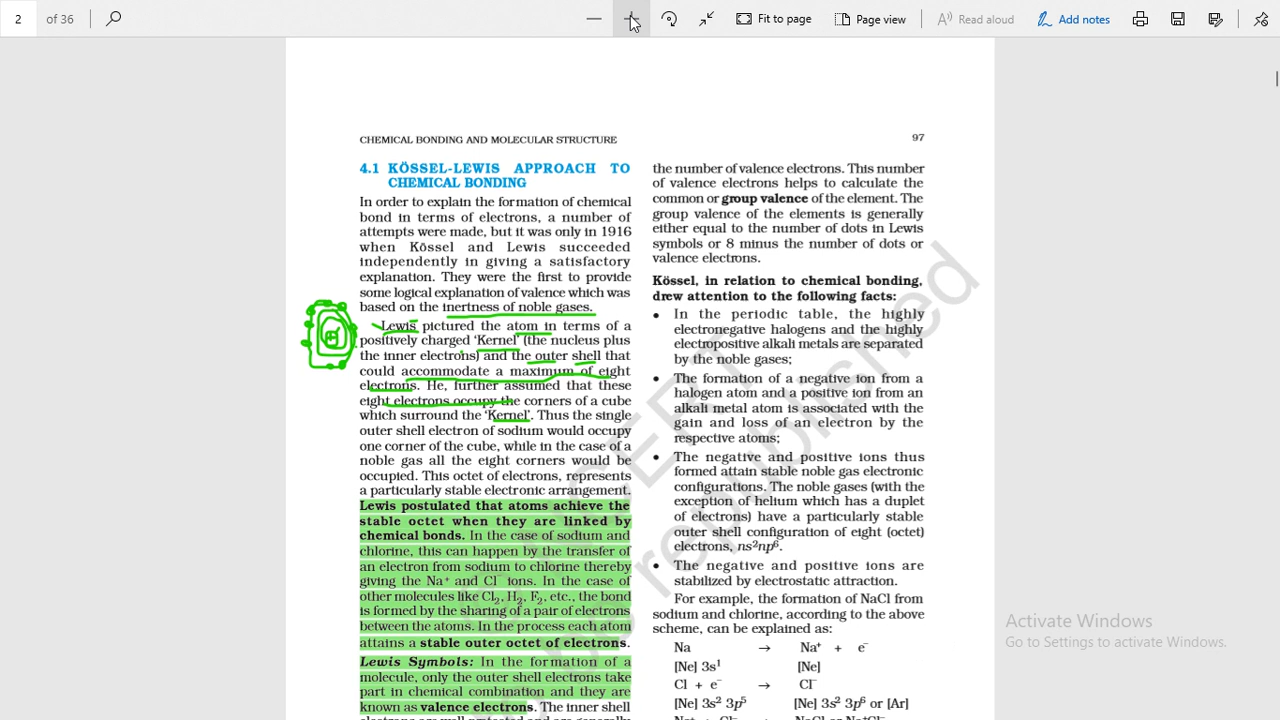 2 of 36 Fit to page Page view Read aloud Add notes
CHEMICAL BONDING AND MOLECULAR STRUCTURE
97
4.1 KÖSSEL-LEWIS APPROACH TO
CHEMICAL BONDING
In order to explain the formation of chemical
bond in terms of electrons, a number of
attempts were made, but it was only in 1916
when Kössel and Lewis succeeded
independently in giving a satisfactory
explanation. They were the first to provide
some logical explanation of valence which was
based on the inertness of noble gases.
Lewis pictured the atom in terms of a
positively charged ‘Kernel’ (the nucleus plus
the inner electrons) and the outer shell that
could accommodate a maximum of eight
electrons. He, further assumed that these
eight electrons occupy the corners of a cube
which surround the ‘Kernel’. Thus the single
outer shell electron of sodium would occupy
one corner of the cube, while in the case of a
noble gas all the eight corners would be
occupied. This octet of electrons, represents
a particularly stable electronic arrangement.
Lewis postulated that atoms achieve the
stable octet when they are linked by
chemical bonds. In the case of sodium and
chlorine, this can happen by the transfer of
an electron from sodium to chlorine thereby
giving the Na⁺ and Cl⁻ ions. In the case of
other molecules like Cl₂, H₂, F₂, etc., the bond
is formed by the sharing of a pair of electrons
between the atoms. In the process each atom
attains a stable outer octet of electrons.
Lewis Symbols: In the formation of a
molecule, only the outer shell electrons take
part in chemical combination and they are
known as valence electrons. The inner shell
the number of valence electrons. This number
of valence electrons helps to calculate the
common or group valence of the element. The
group valence of the elements is generally
either equal to the number of dots in Lewis
symbols or 8 minus the number of dots or
valence electrons.
Kössel, in relation to chemical bonding,
drew attention to the following facts:
• In the periodic table, the highly
electronegative halogens and the highly
electropositive alkali metals are separated
by the noble gases;
• The formation of a negative ion from a
halogen atom and a positive ion from an
alkali metal atom is associated with the
gain and loss of an electron by the
respective atoms;
• The negative and positive ions thus
formed attain stable noble gas electronic
configurations. The noble gases (with the
exception of helium which has a duplet
of electrons) have a particularly stable
outer shell configuration of eight (octet)
electrons, ns²np⁶.
• The negative and positive ions are
stabilized by electrostatic attraction.
For example, the formation of NaCl from
sodium and chlorine, according to the above
scheme, can be explained as:
Na → Na⁺ + e⁻
[Ne] 3s¹ [Ne]
Cl + e⁻ → Cl⁻
[Ne] 3s² 3p⁵ [Ne] 3s² 3p⁶ or [Ar]
Activate Windows
Go to Settings to activate Windows.